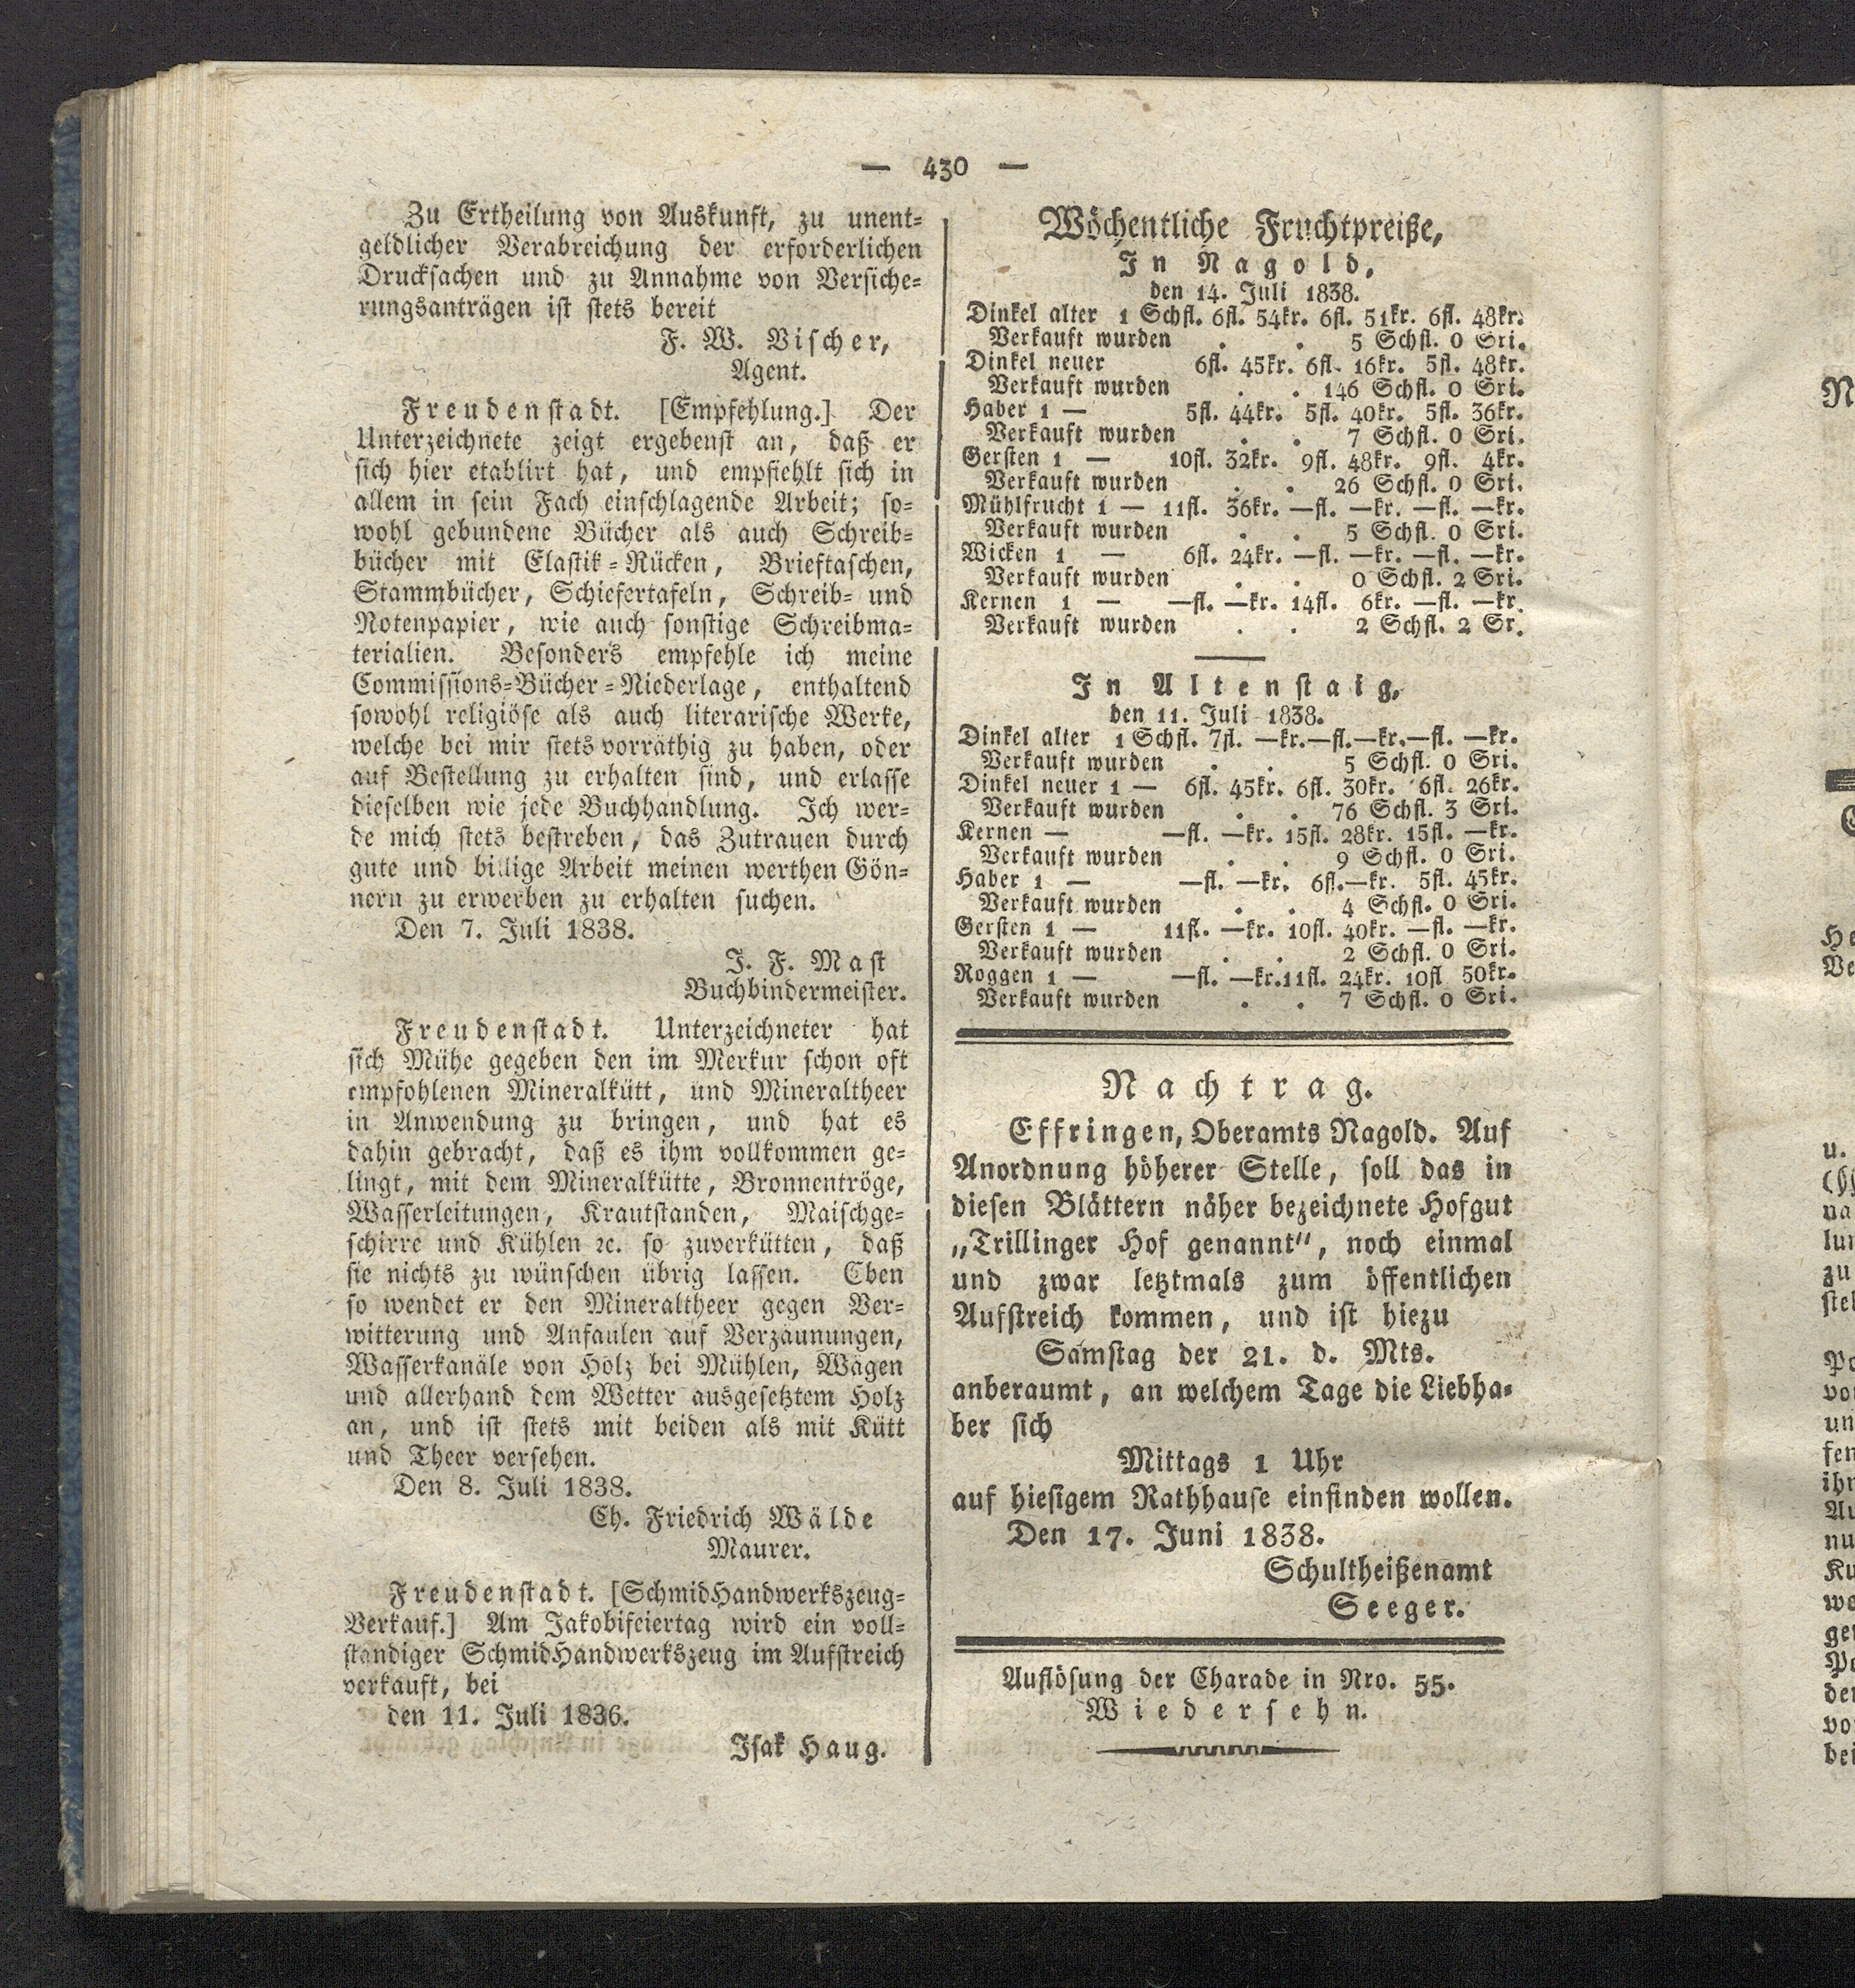 — 430 —
Zu Ertheilung von Auskunft, zu unent-
geldlicher Verabreichung der erforderlichen
Drucksachen und zu Annahme von Versiche-
rungsanträgen ist stets bereit
F. W. Vischer,
Agent.
Freudenstadt. [Empfehlung.] Der
Unterzeichnete zeigt ergebenst an, daß er
sich hier etablirt hat, und empfiehlt sich in
allem in sein Fach einschlagende Arbeit; so-
wohl gebundene Bücher als auch Schreib-
bücher mit Elastik-Rücken, Brieftaschen,
Stammbücher, Schiefertafeln, Schreib- und
Notenpapier, wie auch sonstige Schreibma-
terialien. Besonders empfehle ich meine
Commissions-Bücher-Niederlage, enthaltend
sowohl religiöse als auch literarische Werke,
welche bei mir stets vorräthig zu haben, oder
auf Bestellung zu erhalten sind, und erlasse
dieselben wie jede Buchhandlung. Ich wer-
de mich stets bestreben, das Zutrauen durch
gute und billige Arbeit meinen werthen Gön-
nern zu erwerben zu erhalten suchen.
Den 7. Juli 1838.
J. F. Mast
Buchbindermeister.
Freudenstadt. Unterzeichneter hat
sich Mühe gegeben den im Merkur schon oft
empfohlenen Mineralkütt, und Mineraltheer
in Anwendung zu bringen, und hat es
dahin gebracht, daß es ihm vollkommen ge-
lingt, mit dem Mineralkütte, Bronnentröge,
Wasserleitungen, Krautstanden, Maischge-
schirre und Kühlen ꝛc. so zuverkütten, daß
sie nichts zu wünschen übrig lassen. Eben
so wendet er den Mineraltheer gegen Ver-
witterung und Anfaulen auf Verzäunungen,
Wasserkanäle von Holz bei Mühlen, Wägen
und allerhand dem Wetter ausgesetztem Holz
an, und ist stets mit beiden als mit Kütt
und Theer versehen.
Den 8. Juli 1838.
Ch. Friedrich Wälde
Maurer.
Freudenstadt. [SchmidHandwerkszeug-
Verkauf.] Am Jakobifeiertag wird ein voll-
ständiger SchmidHandwerkszeug im Aufstreich
verkauft, bei
den 11. Juli 1836.
Isak Haug.
Wöchentliche Fruchtpreiße,
In Nagold,
den 14. Juli 1838.
Dinkel alter 1 Schfl. 6fl. 54kr. 6fl. 51kr. 6fl. 48kr.
Verkauft wurden . . 5 Schfl. 0 Sri.
Dinkel neuer 6fl. 45kr. 6fl. 16kr. 5fl. 48kr.
Verkauft wurden . . 146 Schfl. 0 Sri.
Haber 1 — 5fl. 44kr. 5fl. 40kr. 5fl. 36kr.
Verkauft wurden . . 7 Schfl. 0 Sri.
Gersten 1 — 10fl. 32kr. 9fl. 48kr. 9fl. 4kr.
Verkauft wurden . . 26 Schfl. 0 Sri.
Mühlfrucht 1 — 11fl. 36kr. —fl. —kr. —fl. —kr.
Verkauft wurden . . 5 Schfl. 0 Sri.
Wicken 1 — 6fl. 24kr. —fl. —kr. —fl. —kr.
Verkauft wurden . . 0 Schfl. 2 Sri.
Kernen 1 — —fl. —kr. 14fl. 6kr. —fl. —kr.
Verkauft wurden . . 2 Schfl. 2 Sr.
In Altenstaig,
den 11. Juli 1838.
Dinkel alter 1 Schfl. 7fl. —kr.—fl.—kr.—fl. —kr.
Verkauft wurden . . 5 Schfl. 0 Sri.
Dinkel neuer 1 — 6fl. 45kr. 6fl. 30kr. 6fl. 26kr.
Verkauft wurden . . 76 Schfl. 3 Sri.
Kernen — —fl. —kr. 15fl. 28kr. 15fl. —kr.
Verkauft wurden . . 9 Schfl. 0 Sri.
Haber 1 — —fl. —kr. 6fl.—kr. 5fl. 45kr.
Verkauft wurden . . 4 Schfl. 0 Sri.
Gersten 1 — 11fl. —kr. 10fl. 40kr. —fl. —kr.
Verkauft wurden . . 2 Schfl. 0 Sri.
Roggen 1 — —fl. —kr.11fl. 24kr. 10fl 50kr.
Verkauft wurden . . 7 Schfl. 0 Sri.
Nachtrag.
Effringen, Oberamts Nagold. Auf
Anordnung höherer Stelle, soll das in
diesen Blättern näher bezeichnete Hofgut
„Trillinger Hof genannt“, noch einmal
und zwar letztmals zum öffentlichen
Aufstreich kommen, und ist hiezu
Samstag der 21. d. Mts.
anberaumt, an welchem Tage die Liebha-
ber sich
Mittags 1 Uhr
auf hiesigem Rathhause einfinden wollen.
Den 17. Juni 1838.
Schultheißenamt
Seeger.
Auflösung der Charade in Nro. 55.
Wiedersehn.